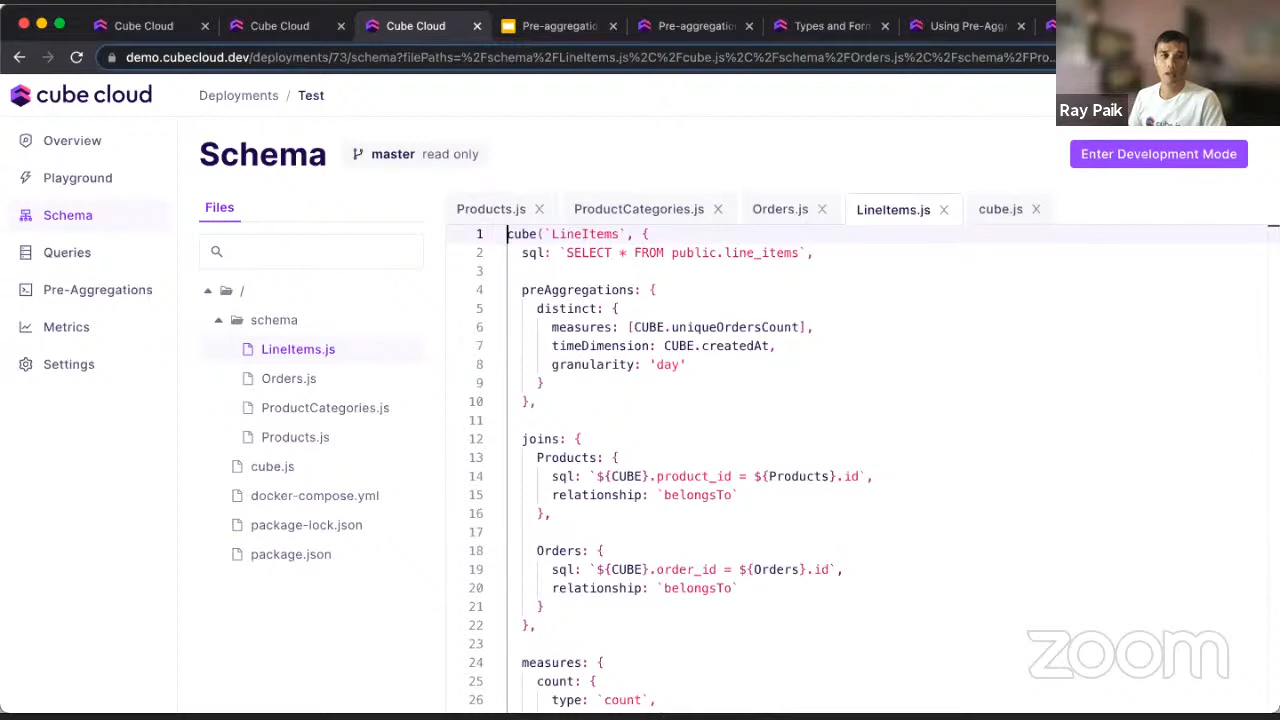 Cube Cloud
Cube Cloud
Cube Cloud
Pre-aggregation
Pre-aggregation
Types and Forn
Using Pre-Aggr
demo.cubecloud.dev/deployments/73/schema?filePaths=%2Fschema%2FLineItems.js%2C%2Fcube.js%2C%2Fschema%2FOrders.js%2C%2Fschema%2FPro...
Ray Paik
cube cloud
Deployments / Test
Overview
Playground
Schema
Queries
Pre-Aggregations
Metrics
Settings
Schema
master read only
Enter Development Mode
Files
/
schema
LineItems.js
Orders.js
ProductCategories.js
Products.js
cube.js
docker-compose.yml
package-lock.json
package.json
Products.js
ProductCategories.js
Orders.js
LineItems.js
cube.js
1 cube(`LineItems`, {
2 sql: `SELECT * FROM public.line_items`,
3
4 preAggregations: {
5 distinct: {
6 measures: [CUBE.uniqueOrdersCount],
7 timeDimension: CUBE.createdAt,
8 granularity: 'day'
9 }
10 },
11
12 joins: {
13 Products: {
14 sql: `${CUBE}.product_id = ${Products}.id`,
15 relationship: `belongsTo`
16 },
17
18 Orders: {
19 sql: `${CUBE}.order_id = ${Orders}.id`,
20 relationship: `belongsTo`
21 }
22 },
23
24 measures: {
25 count: {
26 type: `count`,
zoom